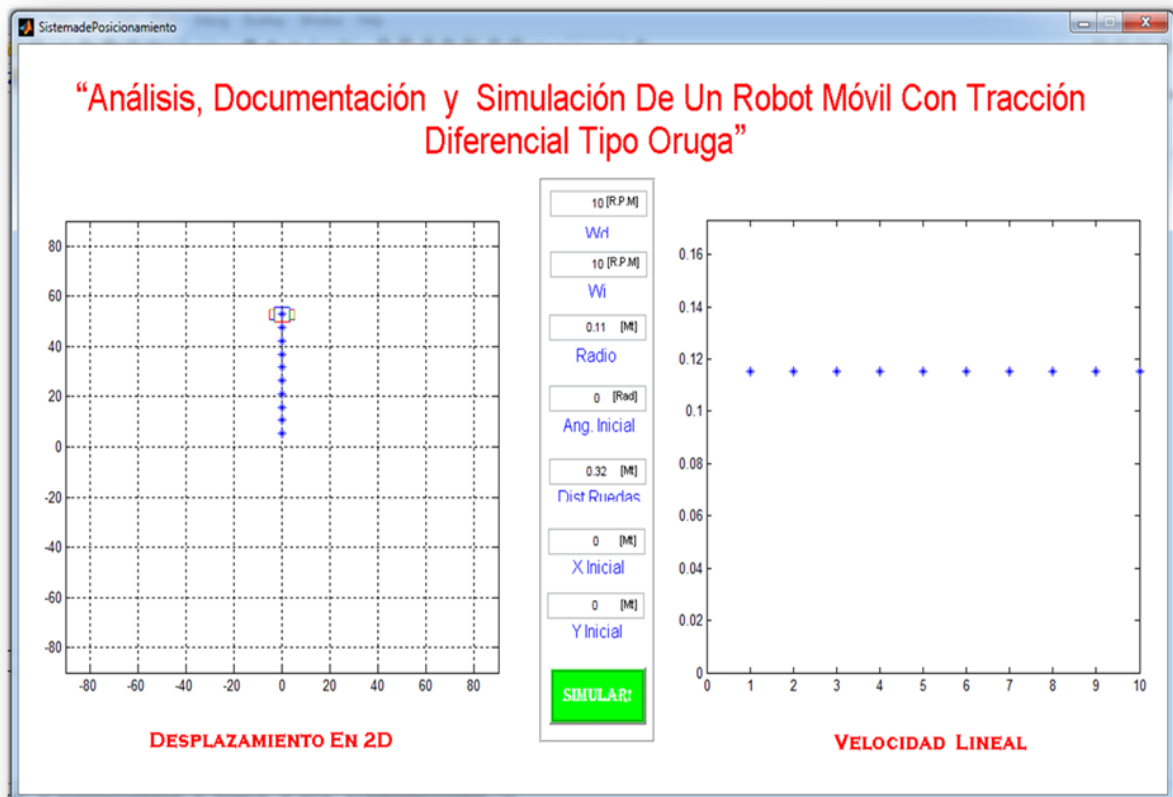 SistemadePosicionamiento
“Análisis, Documentación y Simulación De Un Robot Móvil Con Tracción
Diferencial Tipo Oruga”
80
60
40
20
0
-20
-40
-60
-80
-80 -60 -40 -20 0 20 40 60 80
DESPLAZAMIENTO EN 2D
10 [R.P.M]
Wd
10 [R.P.M]
Wi
0.11 [Mt]
Radio
0 [Rad]
Ang. Inicial
0.32 [Mt]
Dist.Ruedas
0 [Mt]
X Inicial
0 [Mt]
Y Inicial
SIMULAR!
0.16
0.14
0.12
0.1
0.08
0.06
0.04
0.02
0
0 1 2 3 4 5 6 7 8 9 10
VELOCIDAD LINEAL